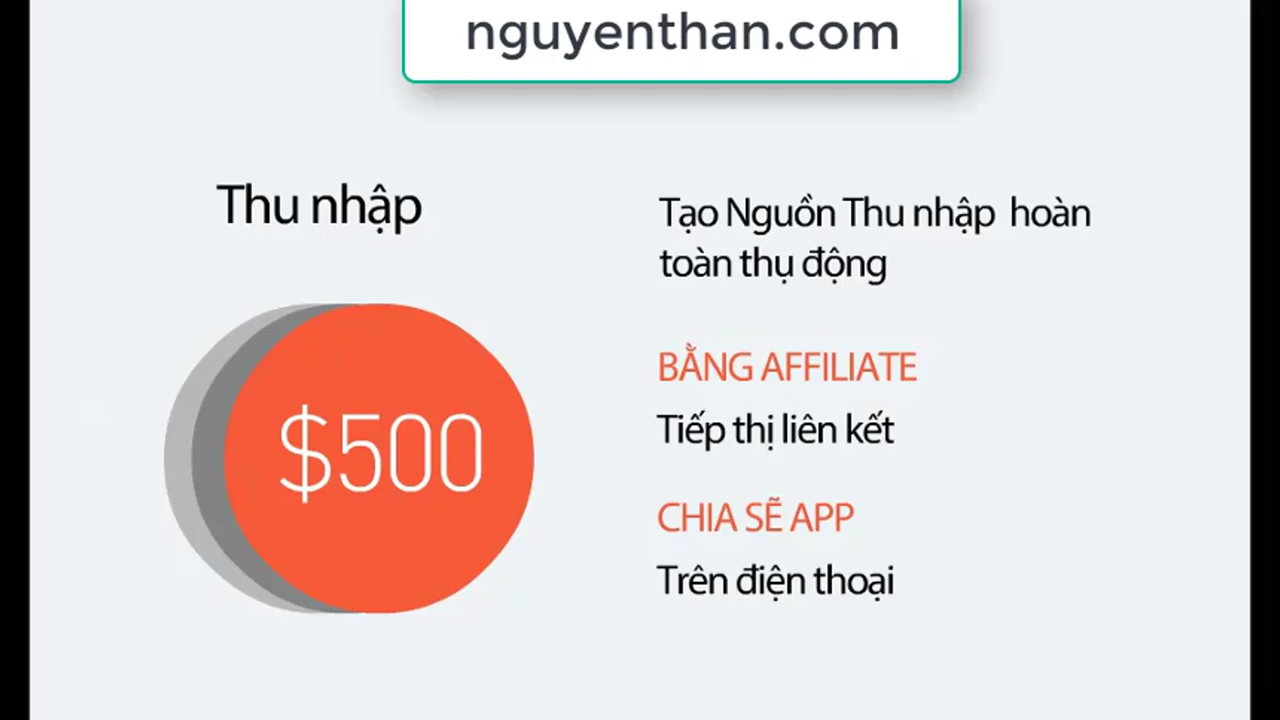 nguyenthan.com
Thu nhập
$500
Tạo Nguồn Thu nhập hoàn
toàn thụ động
BẰNG AFFILIATE
Tiếp thị liên kết
CHIA SẼ APP
Trên điện thoại